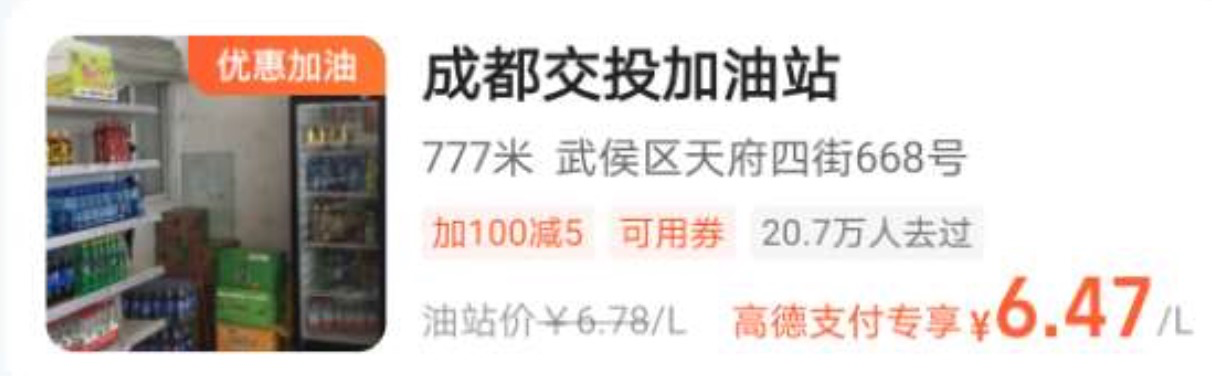 优惠加油
成都交投加油站
777米 武侯区天府四街668号
加100减5 可用券 20.7万人去过
油站价¥6.78/L 高德支付专享¥6.47/L